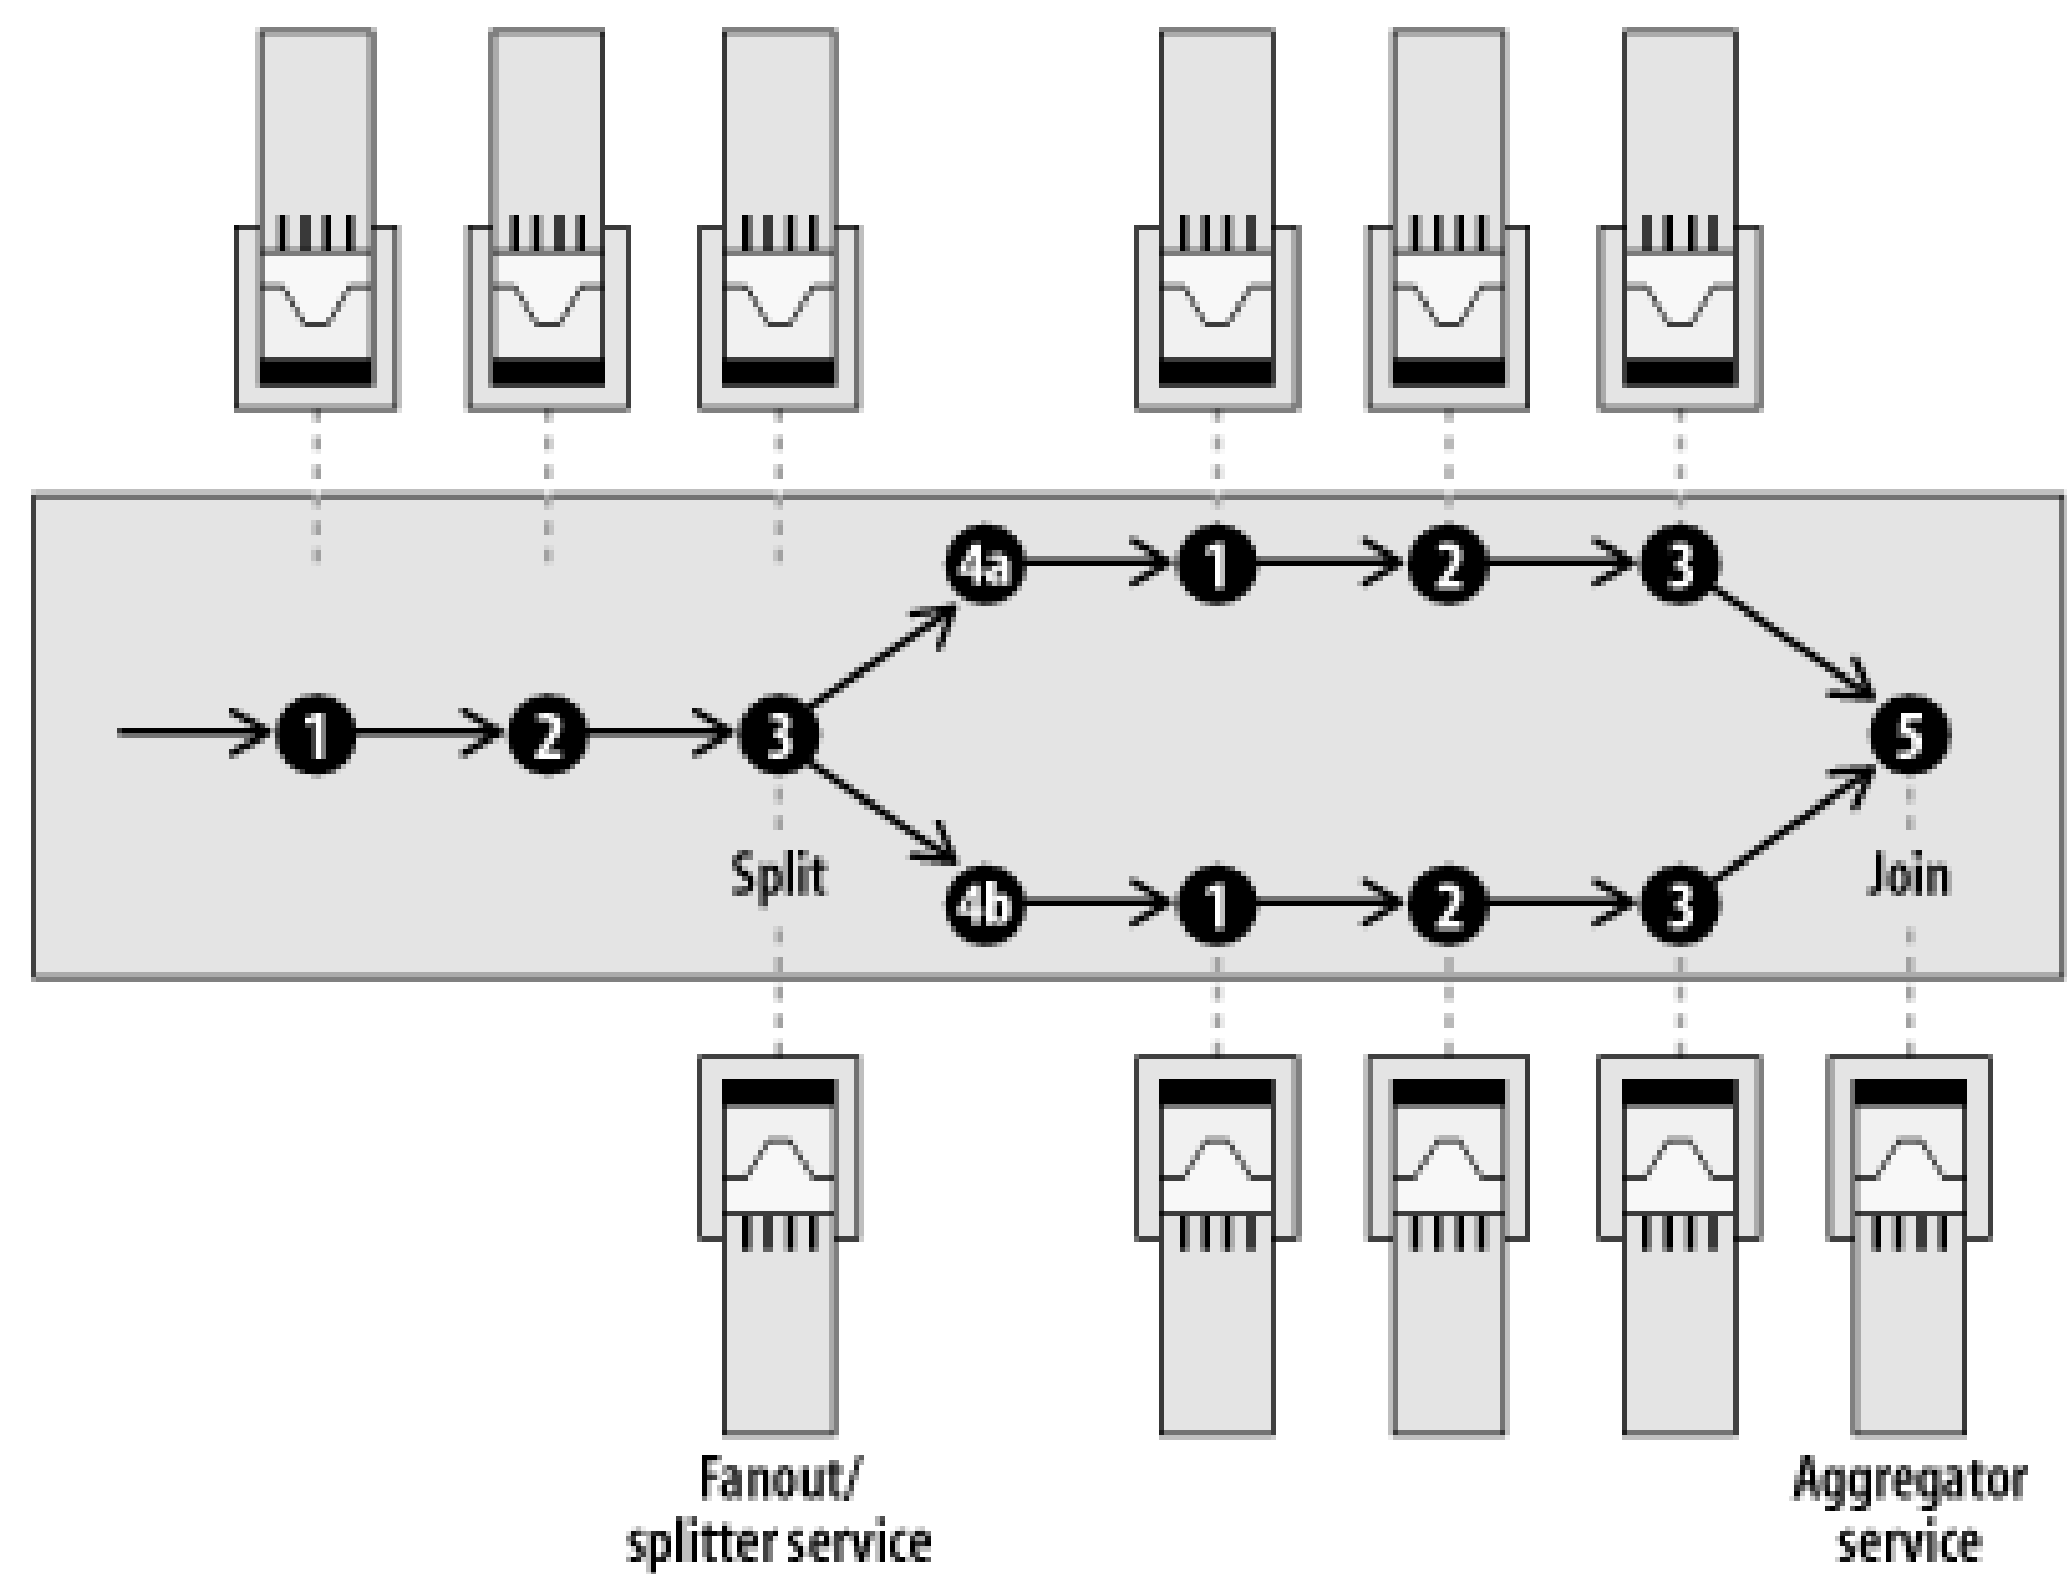 4a 1 2 3
1 2 3 5
Split Join
4b 1 2 3
Fanout/
splitter service
Aggregator
service